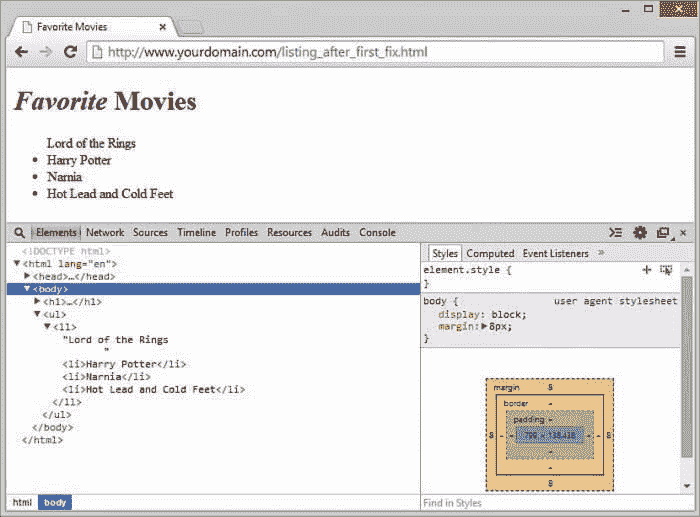 Favorite Movies
http://www.yourdomain.com/listing_after_first_fix.html
Favorite Movies
Lord of the Rings
Harry Potter
Narnia
Hot Lead and Cold Feet
Elements Network Sources Timeline Profiles Resources Audits Console
<!DOCTYPE html>
<html lang="en">
<head>…</head>
<body>
<h1>…</h1>
<ul>
<ll>
"Lord of the Rings
"
<li>Harry Potter</li>
<li>Narnia</li>
<li>Hot Lead and Cold Feet</li>
</ll>
</ul>
</body>
</html>
html body
Styles Computed Event Listeners »
element.style {
}
body { user agent stylesheet
display: block;
margin: 8px;
}
margin 8
border -
padding -
8 - - - - 8
-
-
8
Find in Styles